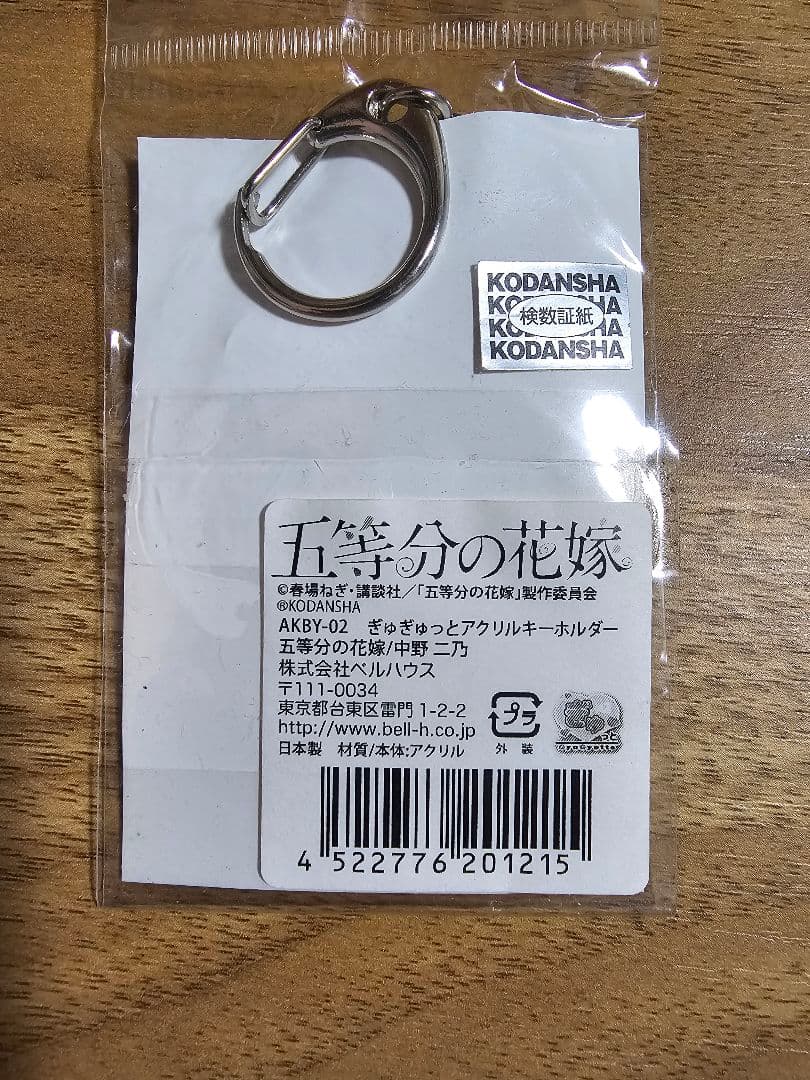 KODANSHA
KODANSHA
検数証紙
KODANSHA
KODANSHA
五等分の花嫁
©春場ねぎ・講談社／「五等分の花嫁」製作委員会
®KODANSHA
AKBY-02 ぎゅぎゅっとアクリルキーホルダー
五等分の花嫁/中野 二乃
株式会社ベルハウス
〒111-0034
東京都台東区雷門 1-2-2
http://www.bell-h.co.jp
日本製 材質/本体:アクリル
プラ
外装
GyuGyutto
4 522776 201215